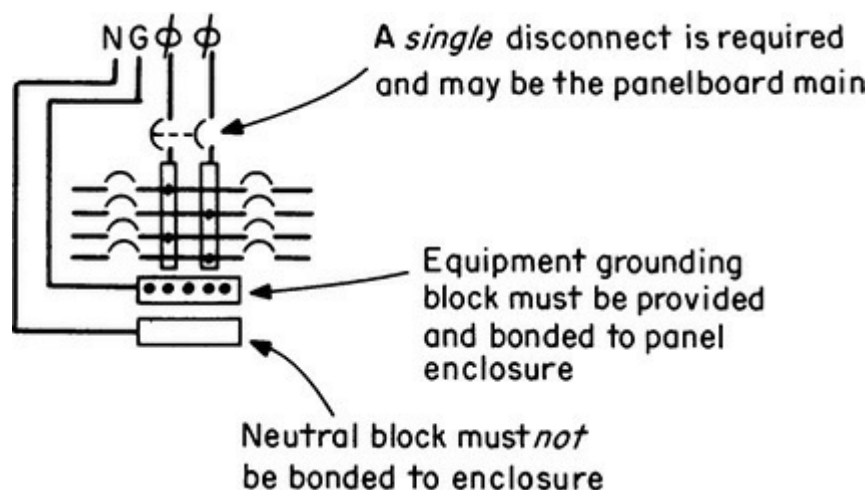 N G ϕ ϕ
A single disconnect is required
and may be the panelboard main
Equipment grounding
block must be provided
and bonded to panel
enclosure
Neutral block must not
be bonded to enclosure